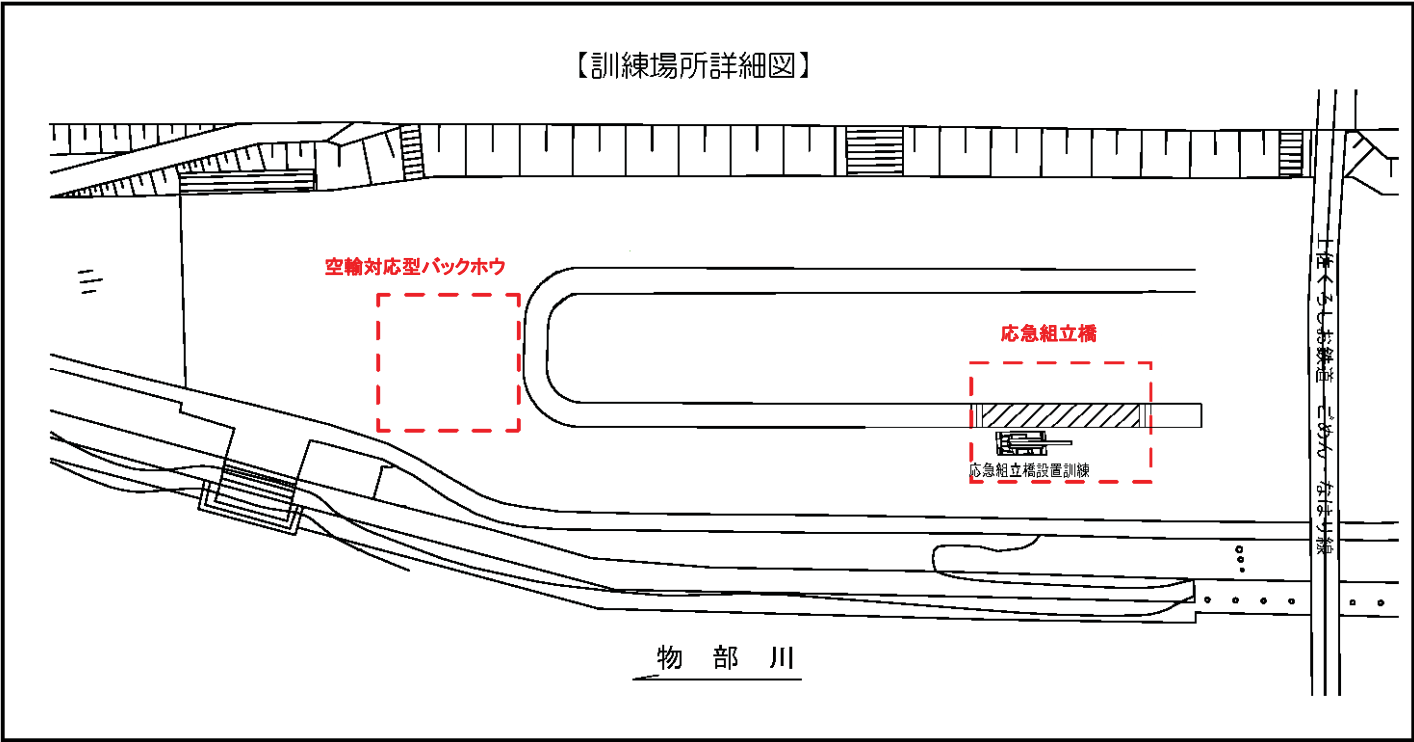 【訓練場所詳細図】
空輸対応型バックホウ
応急組立橋
応急組立橋設置訓練
土佐くろしお鉄道 ごめん・なはり線
物 部 川